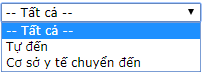 -- Tất cả --
-- Tất cả --
Tự đến
Cơ sở y tế chuyển đến